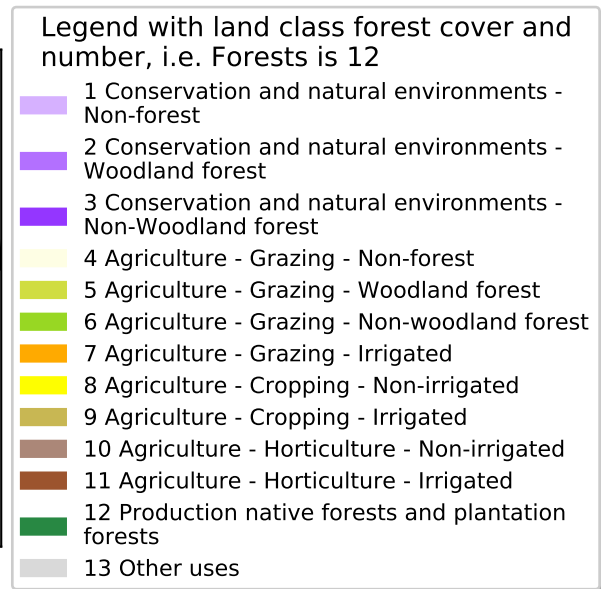 Legend with land class forest cover and
number, i.e. Forests is 12
1 Conservation and natural environments -
Non-forest
2 Conservation and natural environments -
Woodland forest
3 Conservation and natural environments -
Non-Woodland forest
4 Agriculture - Grazing - Non-forest
5 Agriculture - Grazing - Woodland forest
6 Agriculture - Grazing - Non-woodland forest
7 Agriculture - Grazing - Irrigated
8 Agriculture - Cropping - Non-irrigated
9 Agriculture - Cropping - Irrigated
10 Agriculture - Horticulture - Non-irrigated
11 Agriculture - Horticulture - Irrigated
12 Production native forests and plantation
forests
13 Other uses